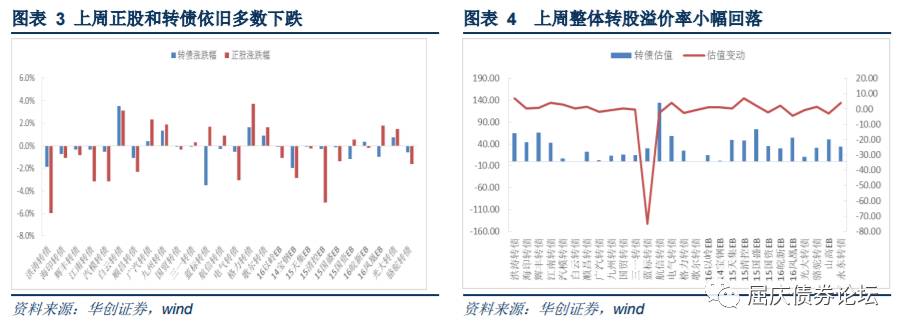 图表 3 上周正股和转债依旧多数下跌
转债涨跌幅 正股涨跌幅
6.0%
4.0%
2.0%
0.0%
-2.0%
-4.0%
-6.0%
-8.0%
洪涛转债
海印转债
辉丰转债
江南转债
汽模转债
白云转债
顺昌转债
广汽转债
九州转债
国贸转债
三一转债
蓝标转债
航信转债
电气转债
格力转债
歌尔转债
16以岭EB
14宝钢EB
15天集EB
15清控EB
15国盛EB
15国资EB
16皖新EB
16凤凰EB
光大转债
骆驼转债
资料来源：华创证券，wind
图表 4 上周整体转股溢价率小幅回落
转债估值 估值变动
190.00
140.00
90.00
40.00
-10.00
-60.00
-110.00
-160.00
20.00
10.00
0.00
-10.00
-20.00
-30.00
-40.00
-50.00
-60.00
-70.00
-80.00
洪涛转债
海印转债
辉丰转债
江南转债
汽模转债
白云转债
顺昌转债
广汽转债
九州转债
国贸转债
三一转债
蓝标转债
航信转债
电气转债
格力转债
歌尔转债
16以岭EB
14宝钢EB
15天集EB
15清控EB
15国盛EB
15国资EB
16皖新EB
16凤凰EB
光大转债
骆驼转债
山高EB
永东转债
资料来源：华创证券，wind
屈庆债券论坛